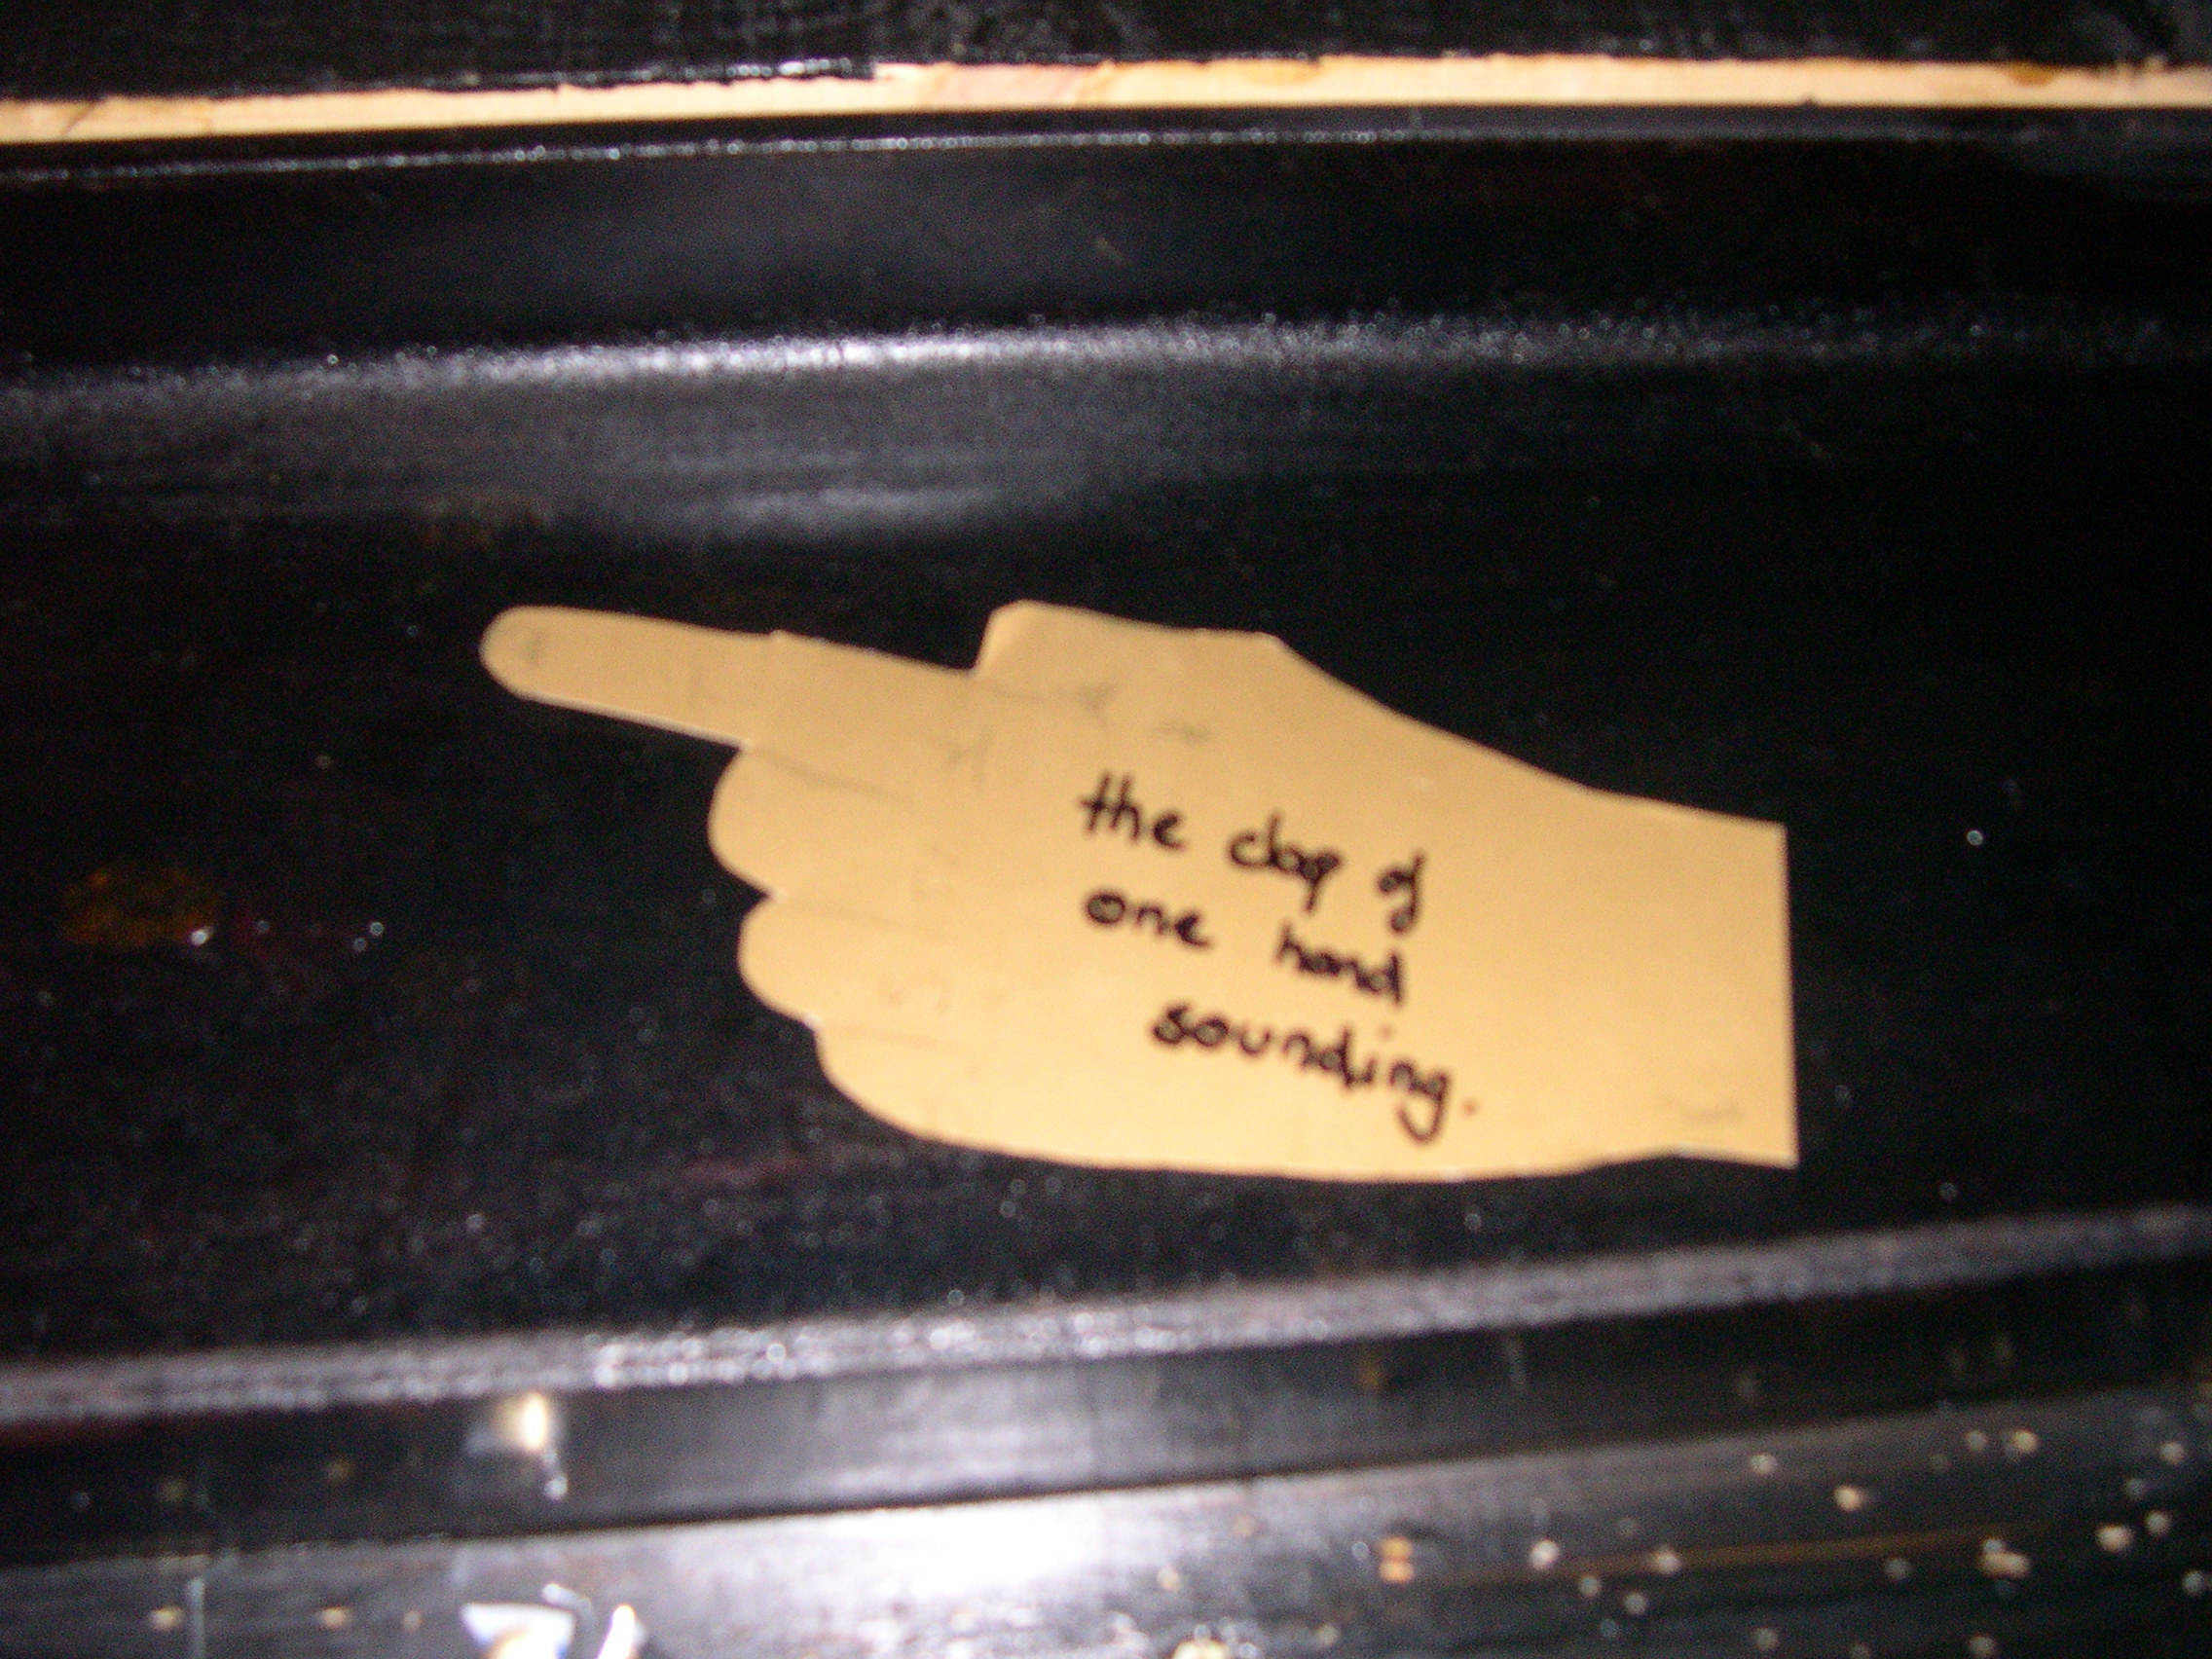 the clap of
one hand
sounding.